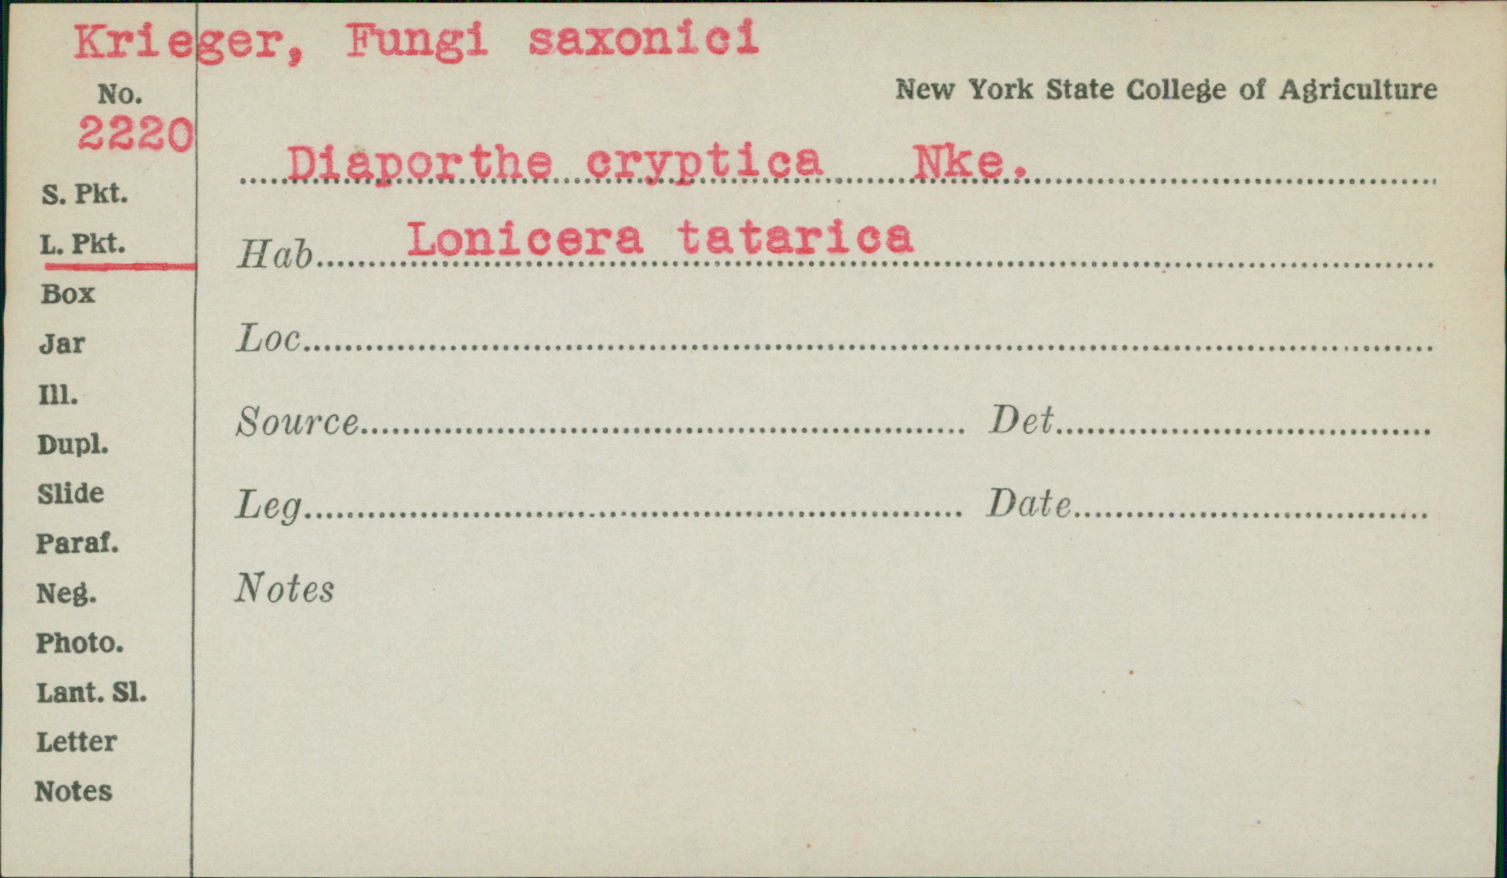 Krieger, Fungi saxonici
No.
New York State College of Agriculture
2220
Diaporthe cryptica Nke.
S. Pkt.
L. Pkt.
Hab. Lonicera tatarica
Box
Jar
Loc.
Ill.
Source Det.
Dupl.
Slide
Leg. Date
Paraf.
Neg.
Notes
Photo.
Lant. Sl.
Letter
Notes